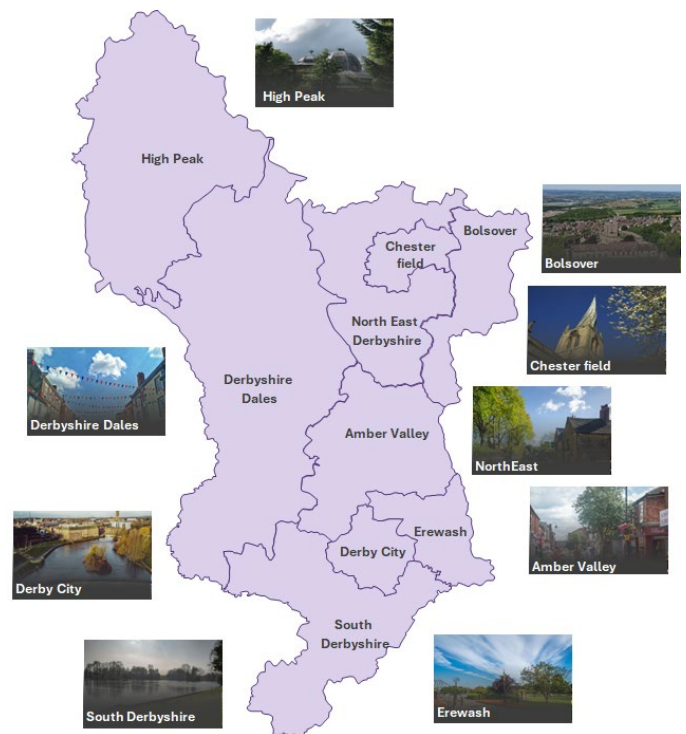 High Peak
High Peak
Bolsover
Chester
field
Bolsover
North East
Derbyshire
Chester field
Derbyshire
Dales
Derbyshire Dales
Amber Valley
NorthEast
Erewash
Derby City
Amber Valley
Derby City
South
Derbyshire
South Derbyshire
Erewash